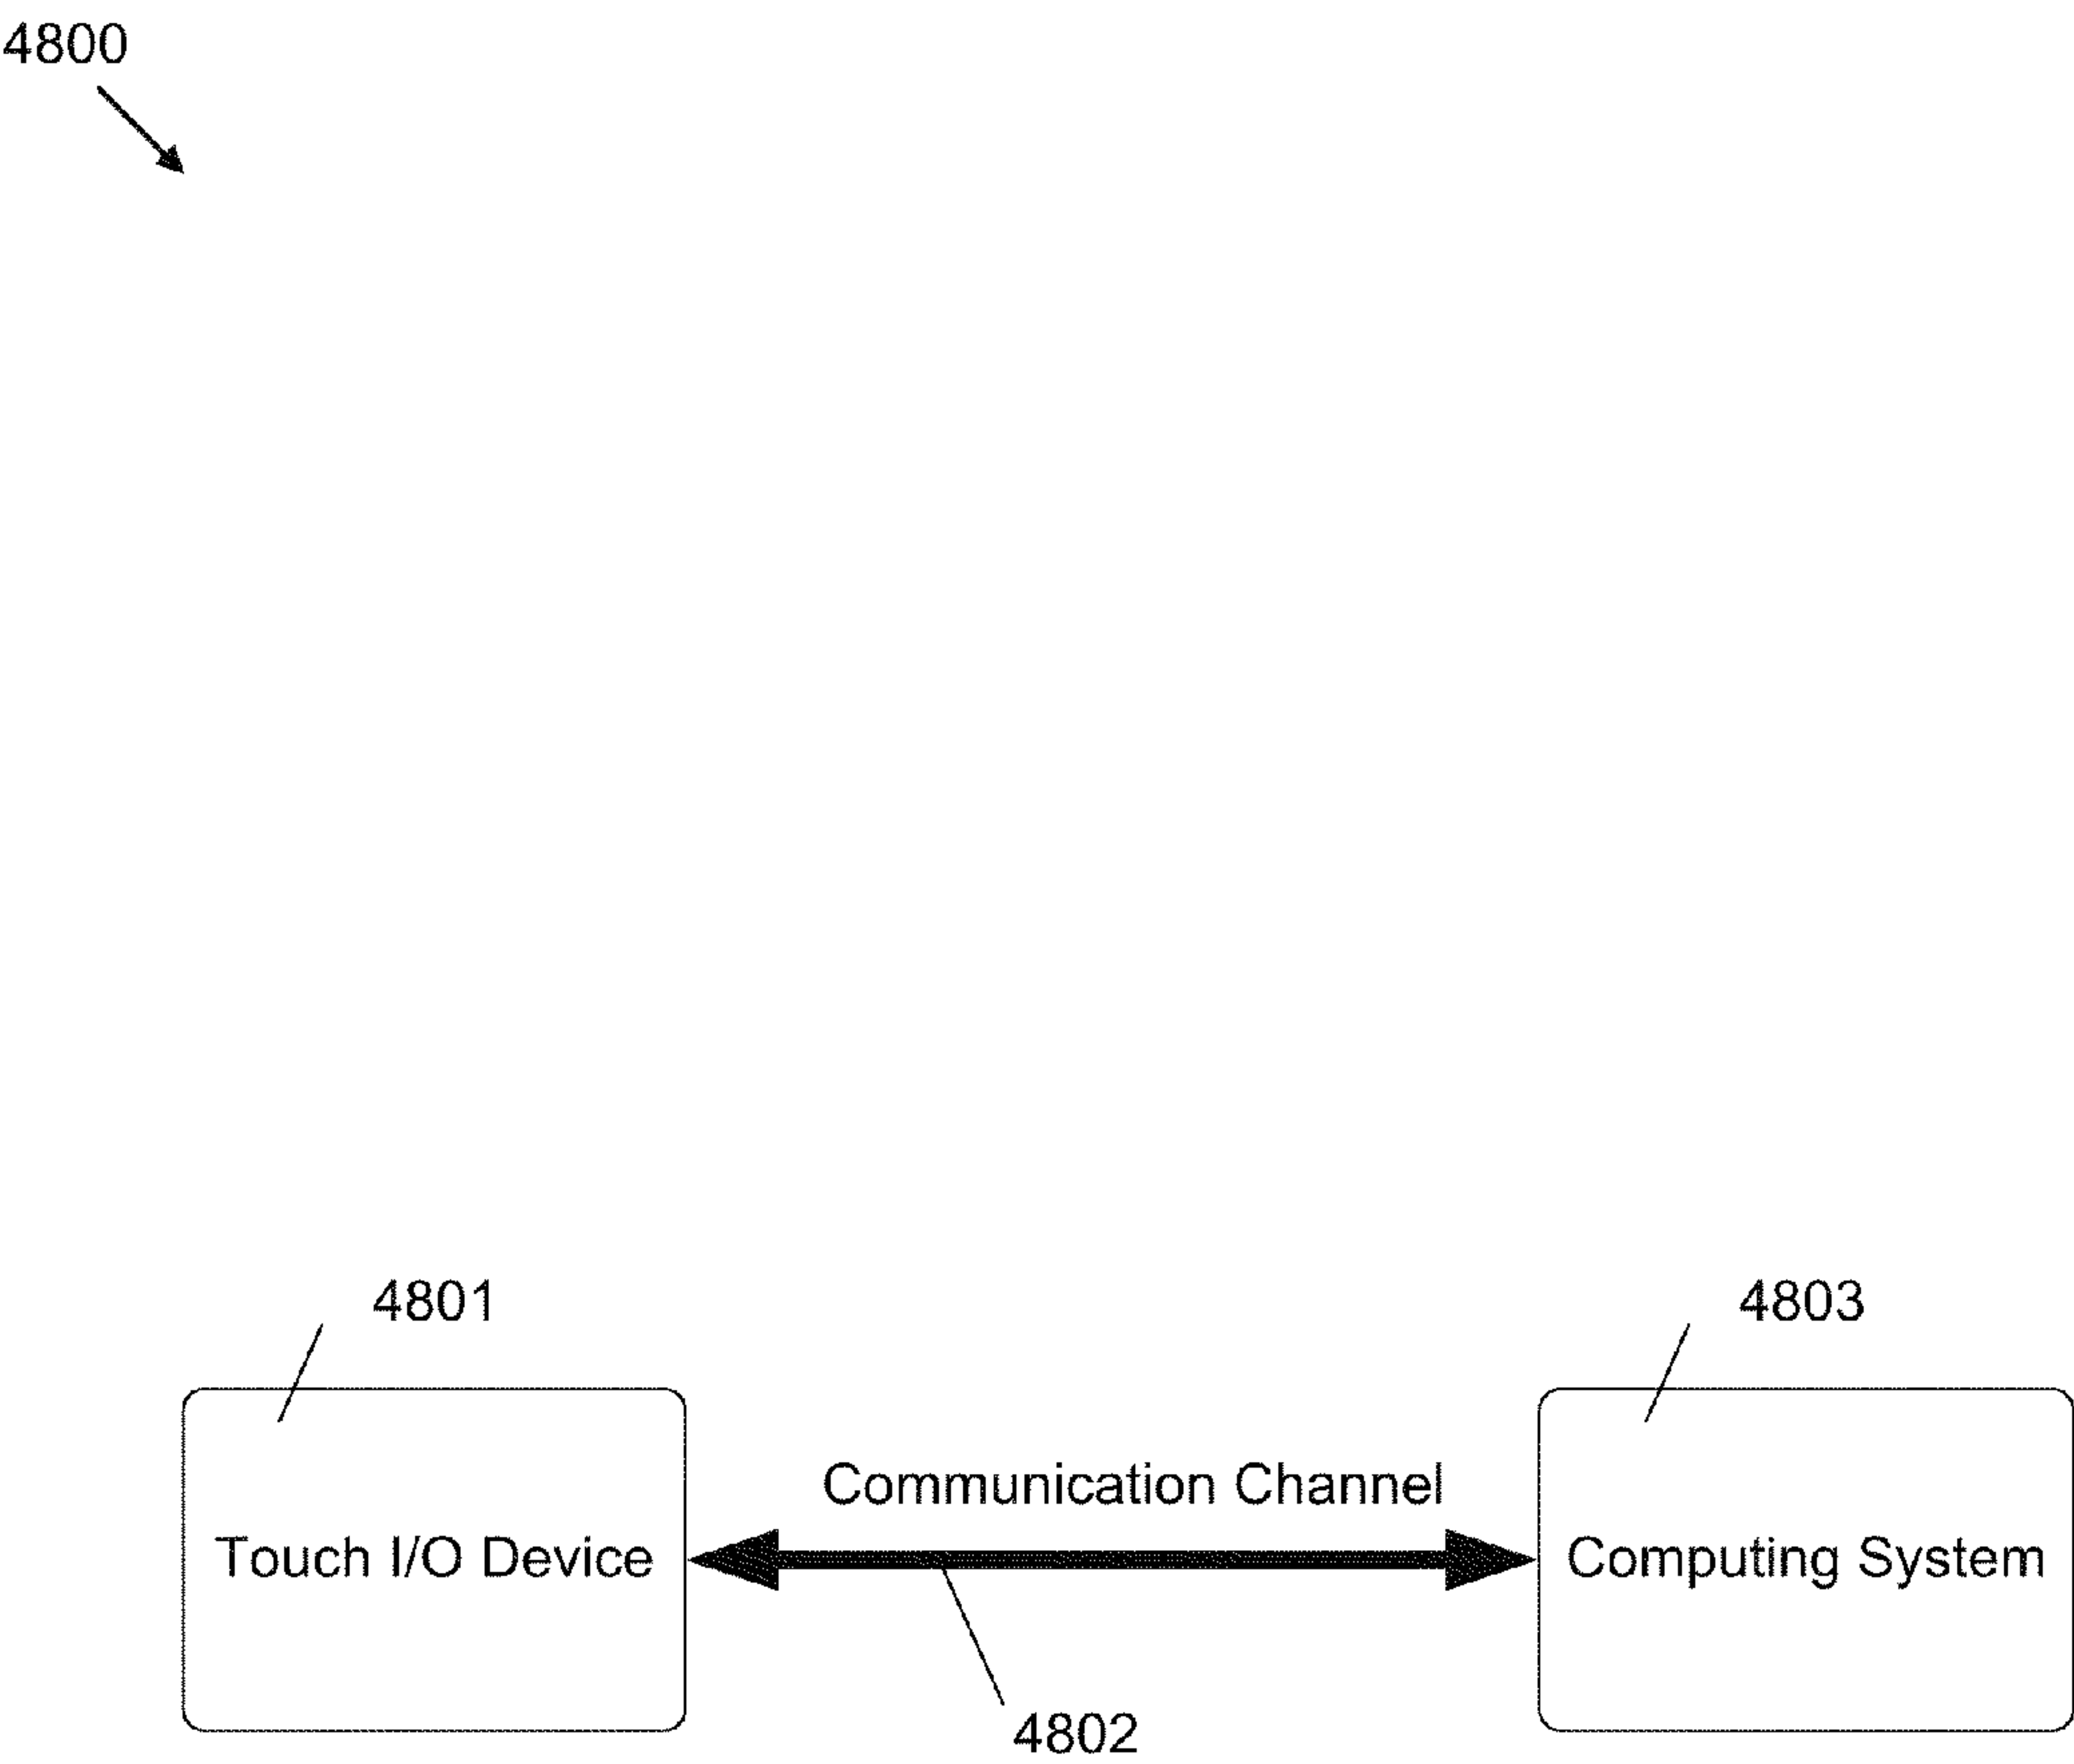 4800
4801
4803
Communication Channel
Touch I/O Device
Computing System
4802